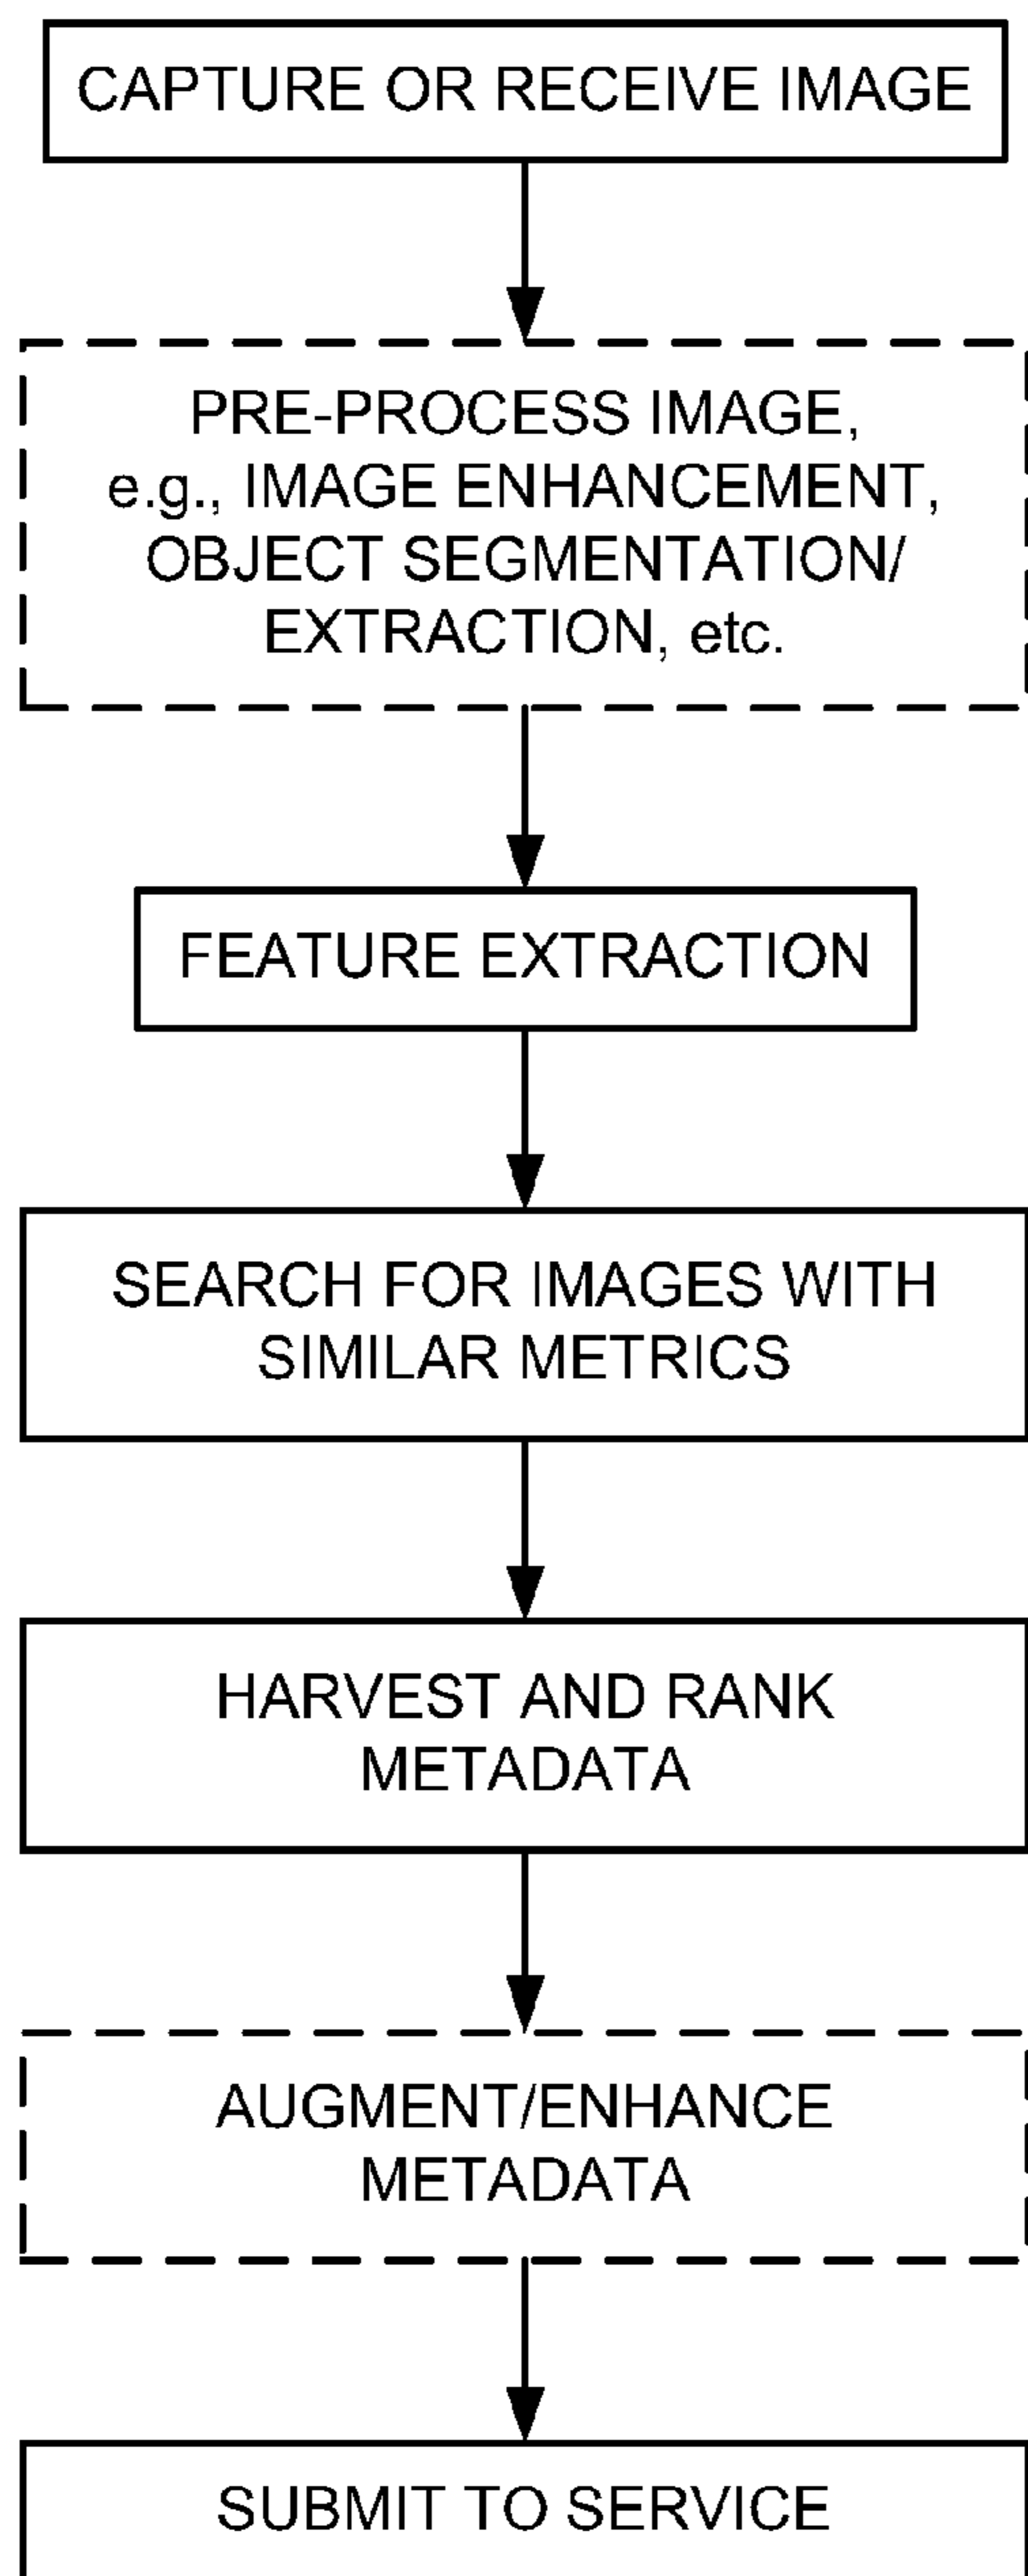 CAPTURE OR RECEIVE IMAGE
PRE-PROCESS IMAGE,
e.g., IMAGE ENHANCEMENT,
OBJECT SEGMENTATION/
EXTRACTION, etc.
FEATURE EXTRACTION
SEARCH FOR IMAGES WITH
SIMILAR METRICS
HARVEST AND RANK
METADATA
AUGMENT/ENHANCE
METADATA
SUBMIT TO SERVICE